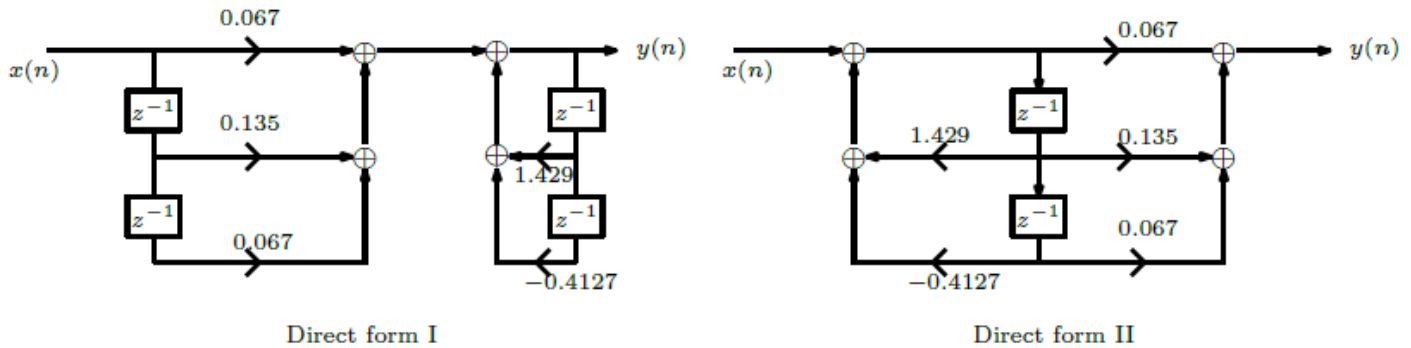 0.067
x(n)
y(n)
z⁻¹
0.135
1.429
z⁻¹
z⁻¹
z⁻¹
0.067
−0.4127
Direct form I
0.067
x(n)
y(n)
z⁻¹
1.429
0.135
z⁻¹
0.067
−0.4127
Direct form II